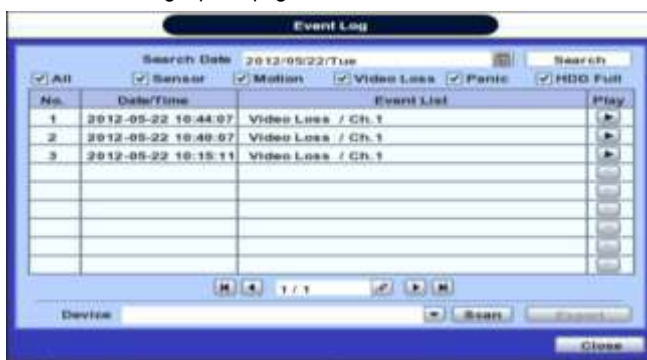 Event Log
Search Date 2012/05/22/Tue Search
All Sensor Motion Video Loss Panic HDD Full
No. Date/Time Event List Play
1 2012-05-22 10:44:07 Video Loss / Ch.1
2 2012-05-22 10:40:07 Video Loss / Ch.1
3 2012-05-22 10:15:11 Video Loss / Ch.1
1 / 1
Device Scan Export
Close